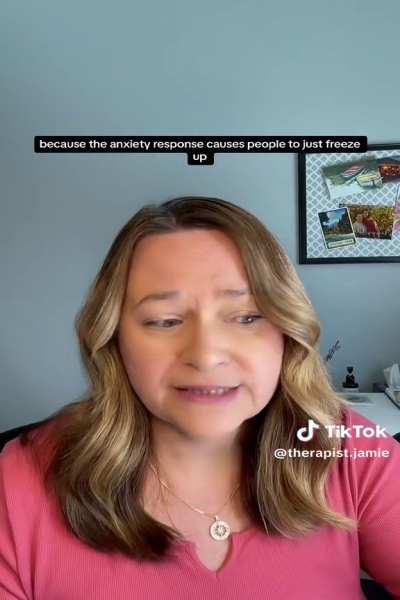 because the anxiety response causes people to just freeze
up
TikTok
@therapist.jamie